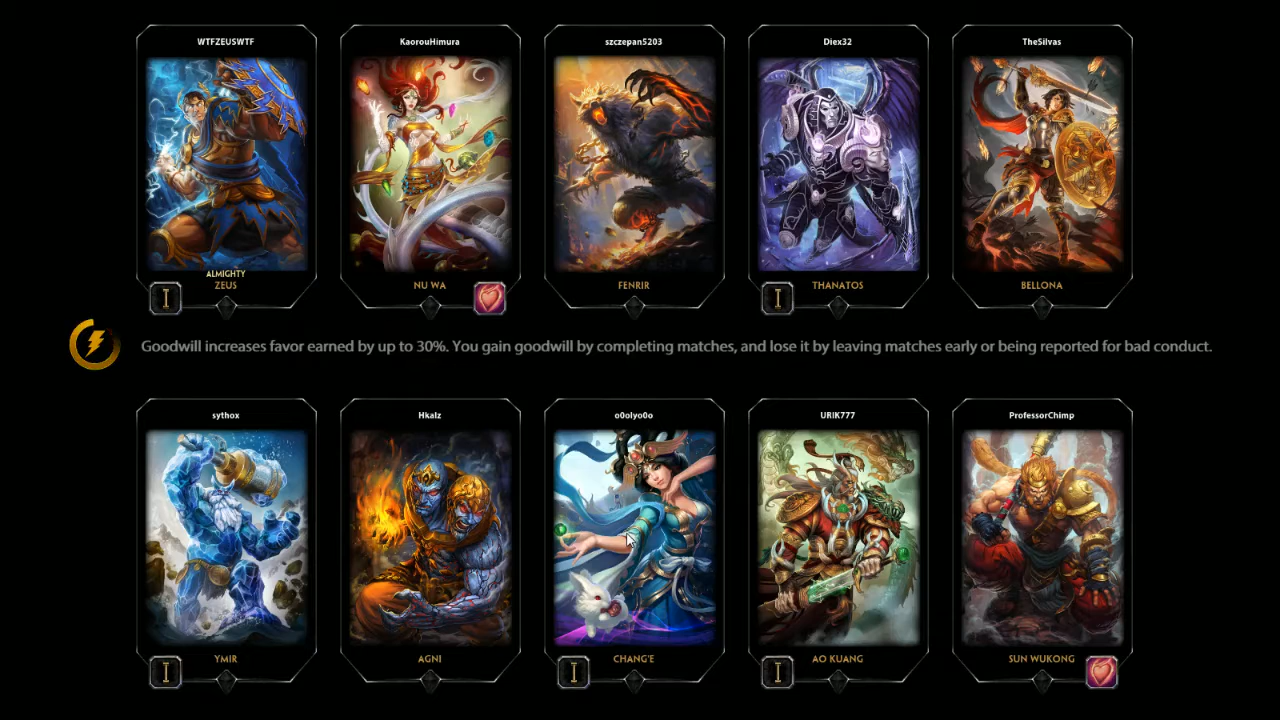 WTFZEUSWTF
KaorouHimura
szczepan5203
Diex32
TheSilvas
ALMIGHTY
ZEUS
NU WA
FENRIR
THANATOS
BELLONA
I
I
Goodwill increases favor earned by up to 30%. You gain goodwill by completing matches, and lose it by leaving matches early or being reported for bad conduct.
sythox
Hkalz
o0olyo0o
URIK777
ProfessorChimp
YMIR
AGNI
CHANG'E
AO KUANG
SUN WUKONG
I
I
I